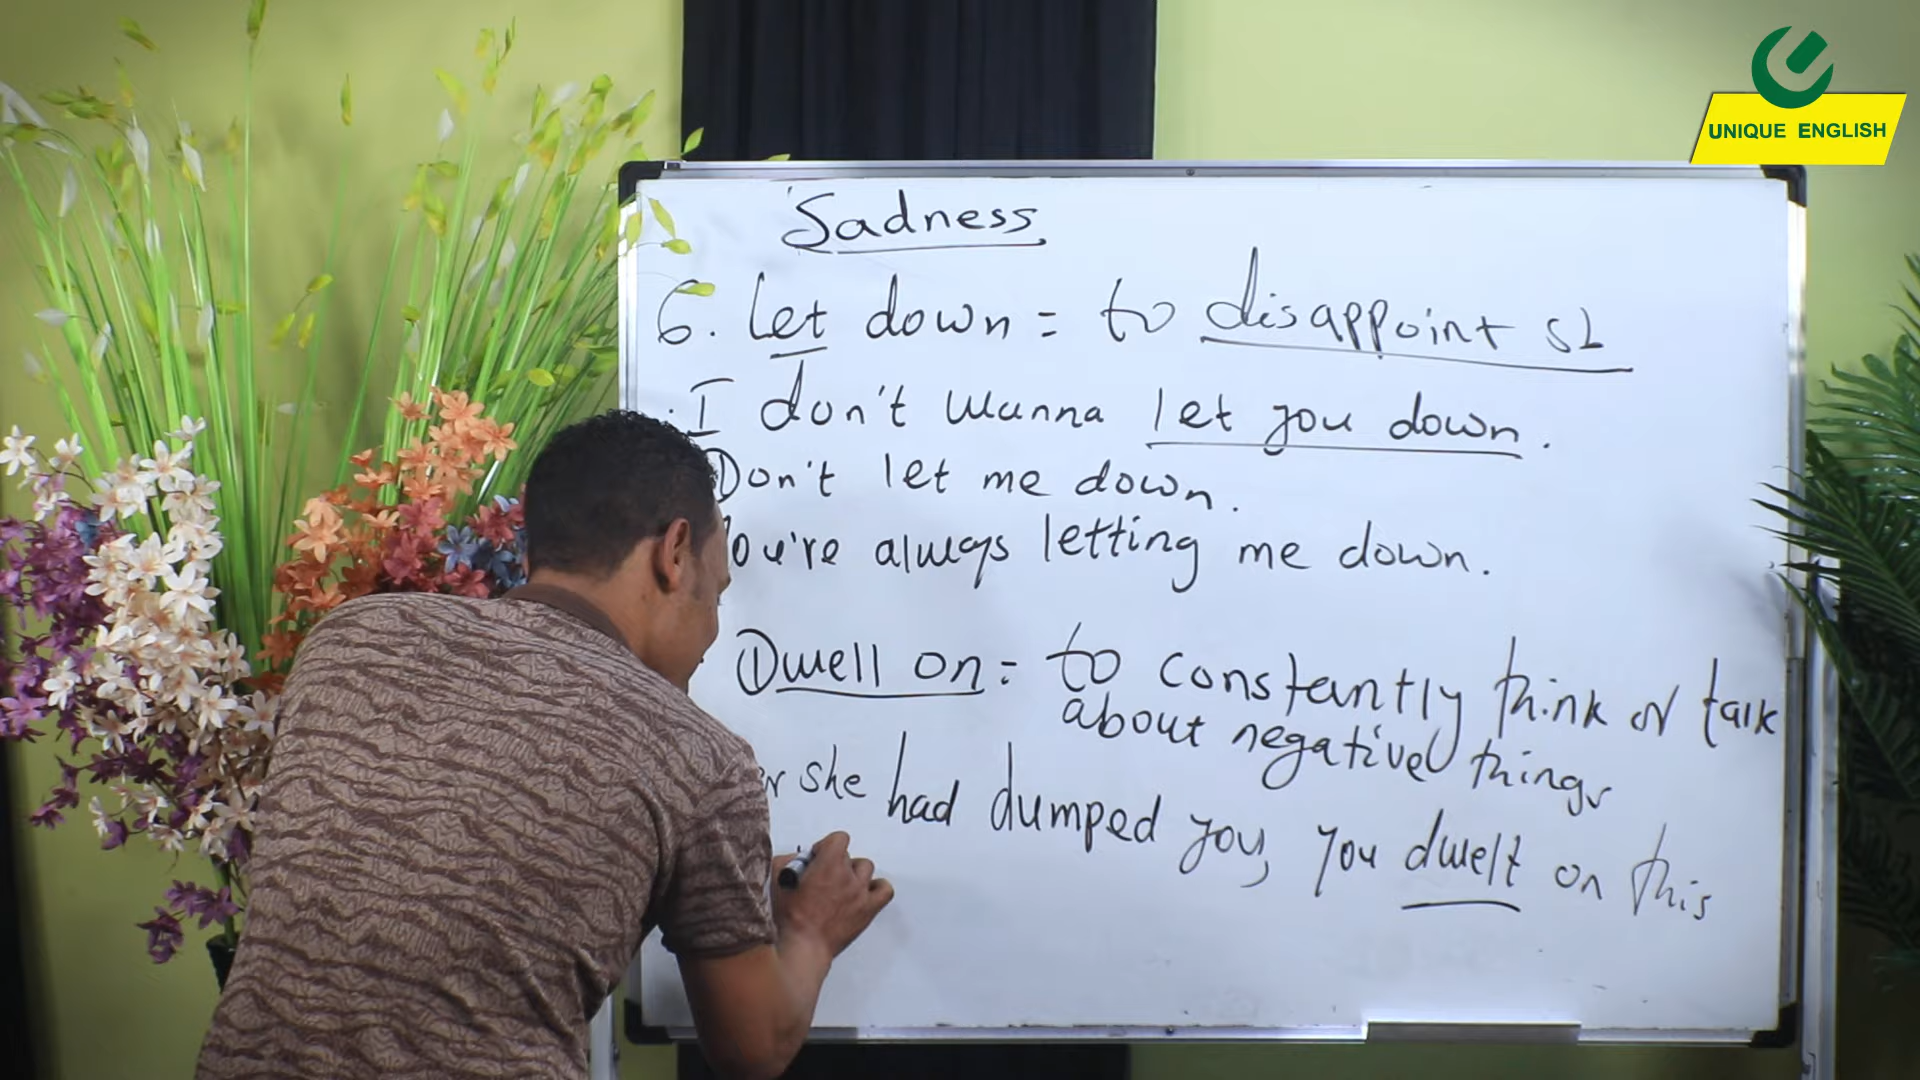 UNIQUE ENGLISH
Sadness
6. Let down = to disappoint sb
. I don't wanna let you down.
Don't let me down.
You're always letting me down.
Dwell on = to constantly think or talk
about negative things
she had dumped you, you dwelt on this